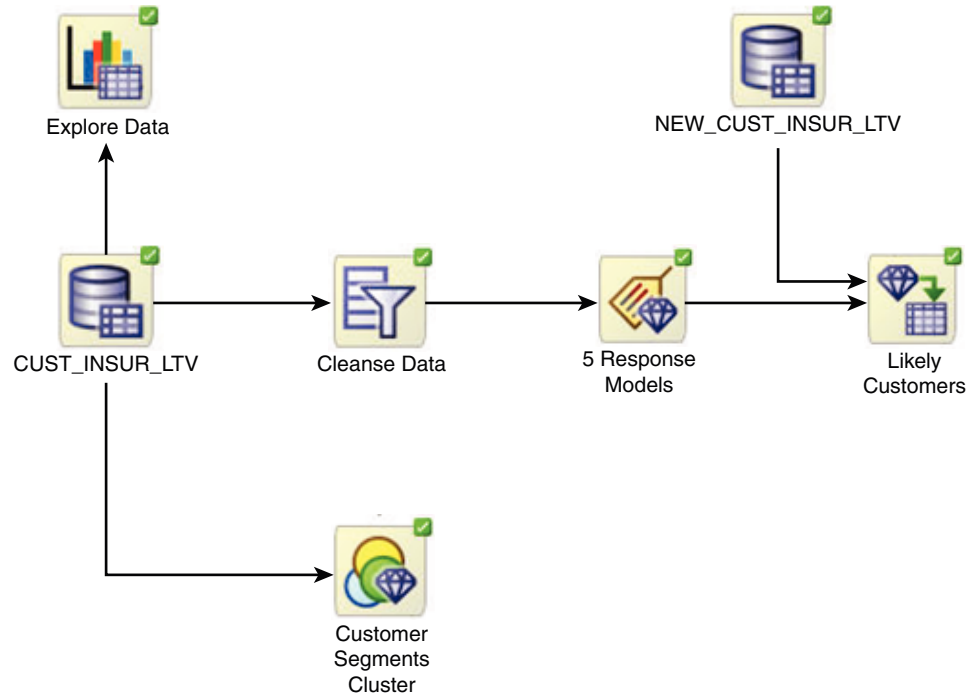 Explore Data
NEW_CUST_INSUR_LTV
CUST_INSUR_LTV
Cleanse Data
5 Response
Models
Likely
Customers
Customer
Segments
Cluster